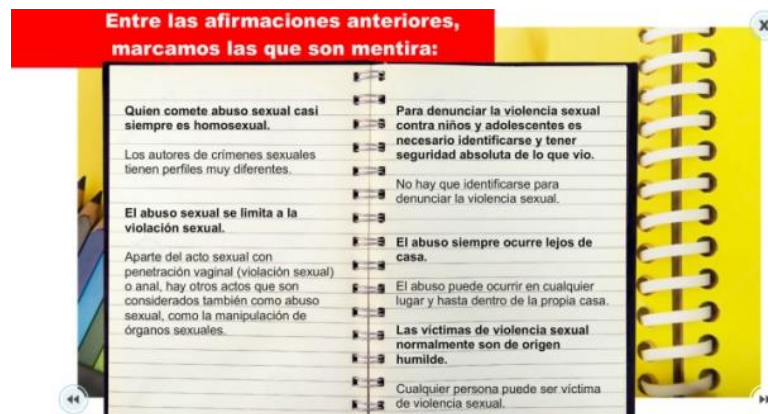 Entre las afirmaciones anteriores,
marcamos las que son mentira:
Quien comete abuso sexual casi
siempre es homosexual.
Los autores de crímenes sexuales
tienen perfiles muy diferentes.
El abuso sexual se limita a la
violación sexual.
Aparte del acto sexual con
penetración vaginal (violación sexual)
o anal, hay otros actos que son
considerados también como abuso
sexual, como la manipulación de
órganos sexuales.
Para denunciar la violencia sexual
contra niños y adolescentes es
necesario identificarse y tener
seguridad absoluta de lo que vio.
No hay que identificarse para
denunciar la violencia sexual.
El abuso siempre ocurre lejos de
casa.
El abuso puede ocurrir en cualquier
lugar y hasta dentro de la propia casa.
Las víctimas de violencia sexual
normalmente son de origen
humilde.
Cualquier persona puede ser víctima
de violencia sexual.